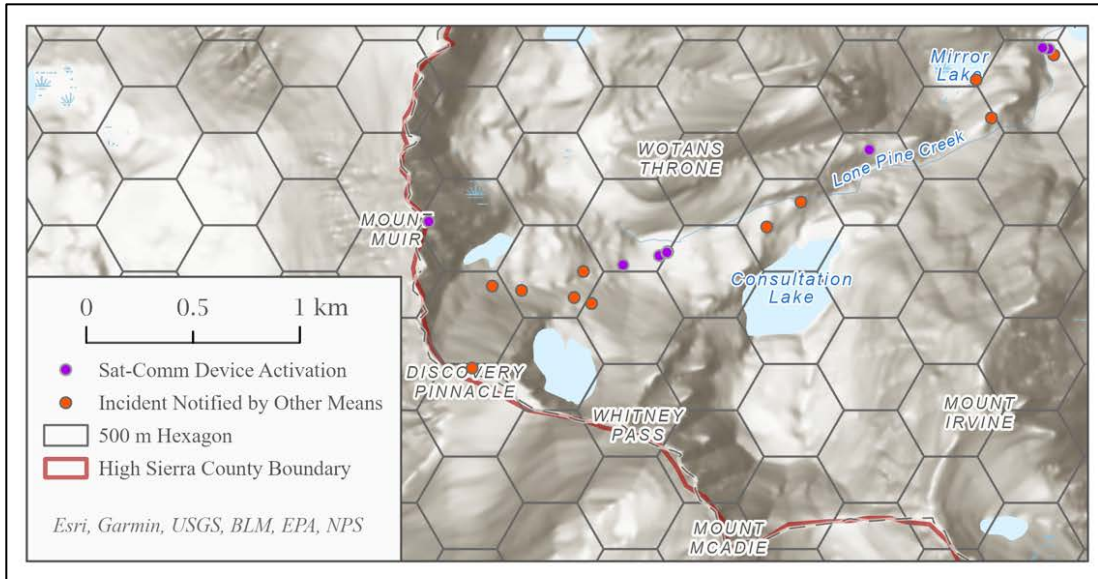 Mirror
Lake
WOTANS
THRONE
Lone Pine Creek
MOUNT
MUIR
Consultation
Lake
DISCOVERY
PINNACLE
WHITNEY
PASS
MOUNT
IRVINE
MOUNT
MCADIE
0 0.5 1 km
Sat-Comm Device Activation
Incident Notified by Other Means
500 m Hexagon
High Sierra County Boundary
Esri, Garmin, USGS, BLM, EPA, NPS